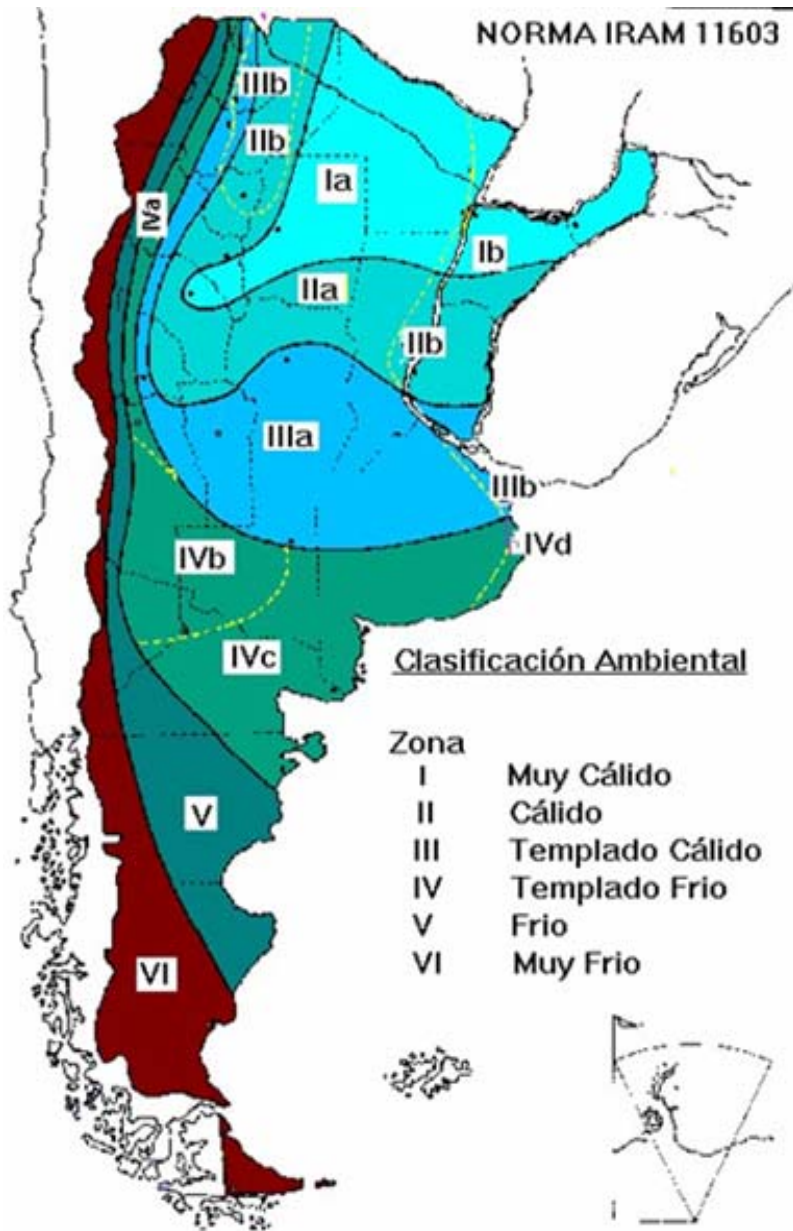 NORMA IRAM 11603
IIIb
IIb
Ia
IVa
Ib
IIa
IIb
IIIa
IIIb
IVd
IVb
IVc
Clasificación Ambiental
Zona
I Muy Cálido
II Cálido
III Templado Cálido
IV Templado Frio
V Frio
VI Muy Frio
V
VI